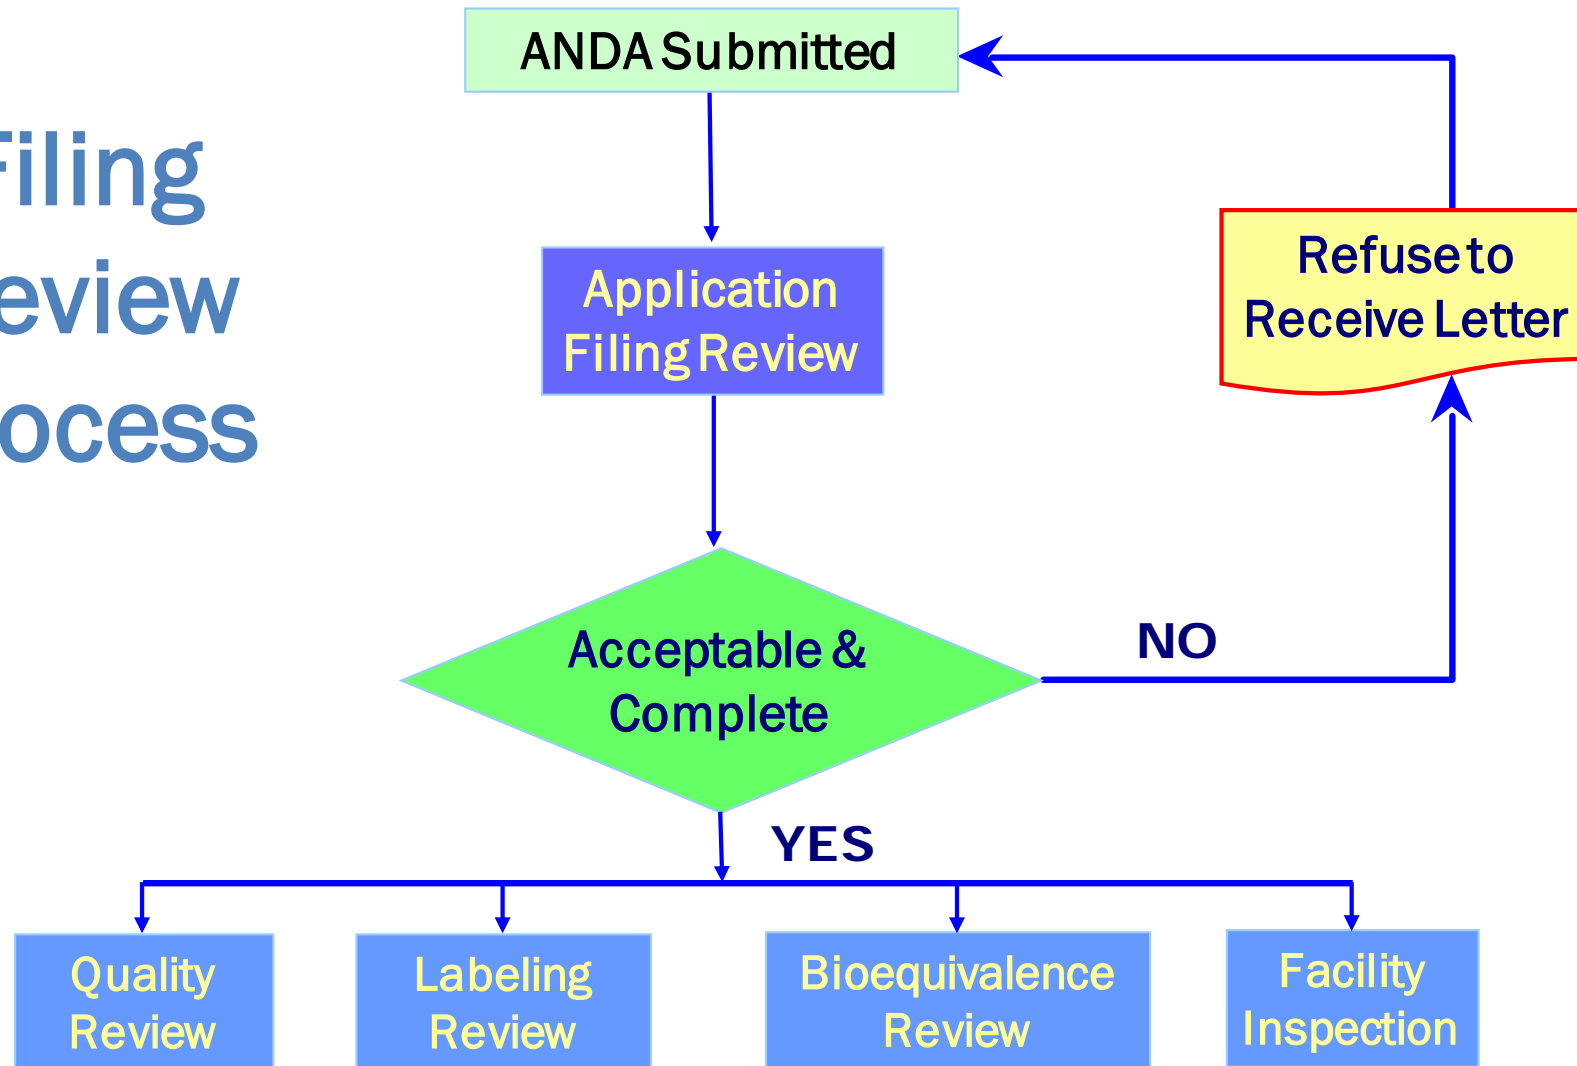 ANDA Submitted
Filing
eview
ocess
Application
Filing Review
Refuse to
Receive Letter
Acceptable &
Complete
NO
YES
Quality
Review
Labeling
Review
Bioequivalence
Review
Facility
Inspection